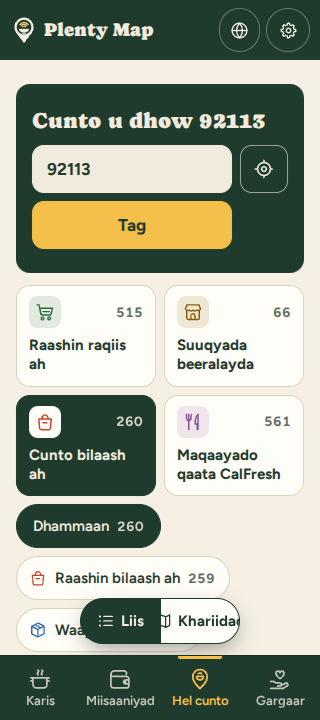 Plenty Map
Cunto u dhow 92113
92113
Tag
515
Raashin raqiis
ah
66
Suuqyada
beeralayda
260
Cunto bilaash
ah
561
Maqaayado
qaata CalFresh
Dhammaan 260
Raashin bilaash ah 259
Liis
Karis
Miisaaniyad
Hel cunto
Gargaar